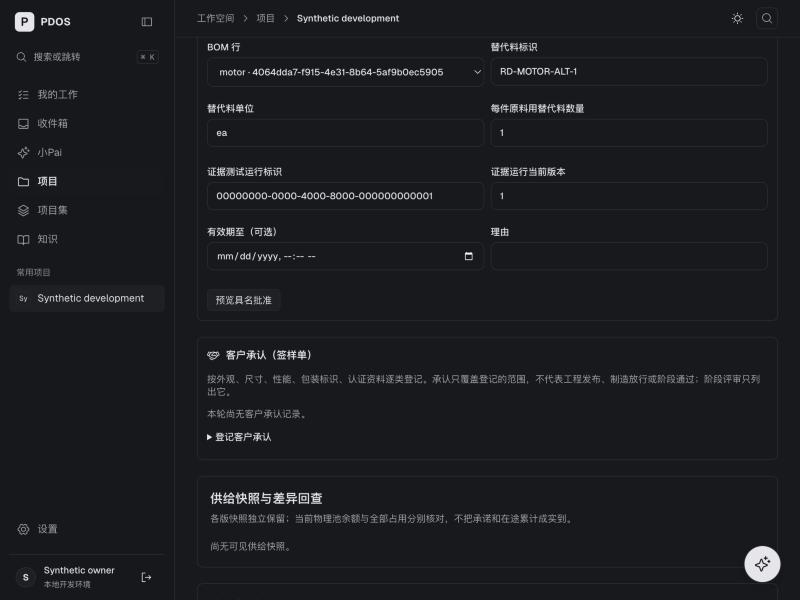 P PDOS
搜索或跳转 ⌘ K
我的工作
收件箱
小Pai
项目
项目集
知识
常用项目
Sy Synthetic development
设置
S Synthetic owner
本地开发环境
工作空间 > 项目 > Synthetic development
BOM 行
motor · 4064dda7-f915-4e31-8b64-5af9b0ec5905
替代料标识
RD-MOTOR-ALT-1
替代料单位
ea
每件原料用替代料数量
1
证据测试运行标识
00000000-0000-4000-8000-000000000001
证据运行当前版本
1
有效期至（可选）
mm/dd/yyyy, --:-- --
理由
预览具名批准
客户承认（签样单）
按外观、尺寸、性能、包装标识、认证资料逐类登记。承认只覆盖登记的范围，不代表工程发布、制造放行或阶段通过；阶段评审只列
出它。
本轮尚无客户承认记录。
登记客户承认
供给快照与差异回查
各版快照独立保留；当前物理池余额与全部占用分别核对，不把承诺和在途累计成实到。
尚无可见供给快照。